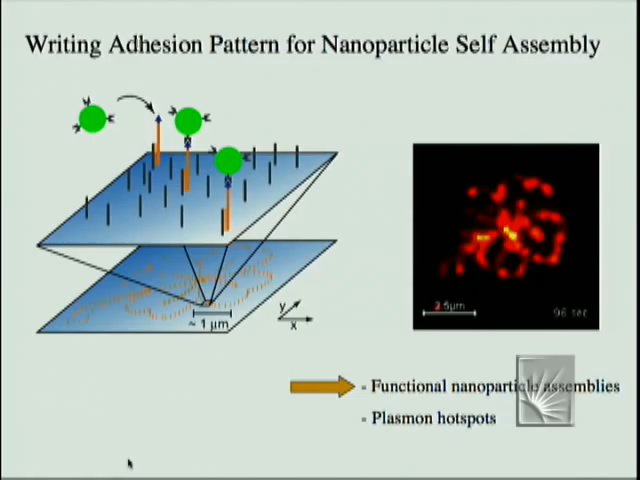 Writing Adhesion Pattern for Nanoparticle Self Assembly
y
x
~ 1 μm
2.5μm
96 sec
- Functional nanoparticle assemblies
- Plasmon hotspots